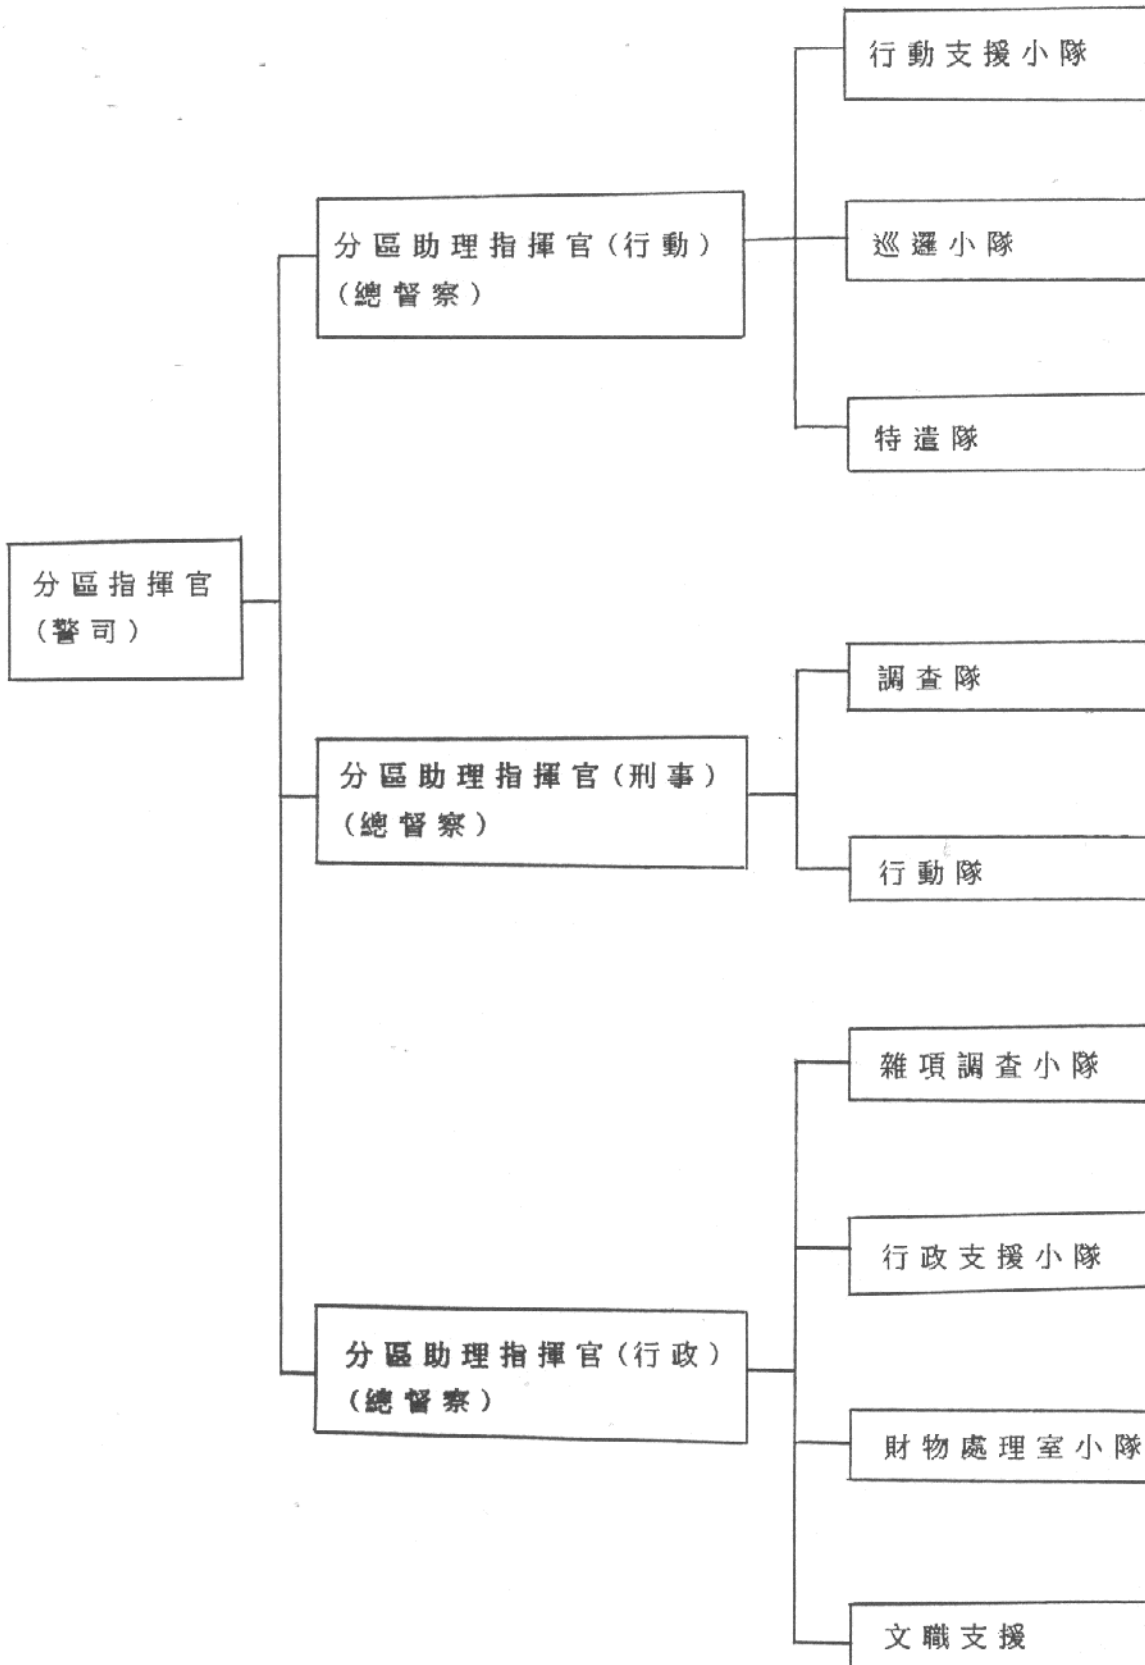 行動支援小隊
分區助理指揮官(行動)
(總督察)
巡邏小隊
特遣隊
分區指揮官
(警司)
調查隊
分區助理指揮官(刑事)
(總督察)
行動隊
雜項調查小隊
行政支援小隊
分區助理指揮官(行政)
(總督察)
財物處理室小隊
文職支援